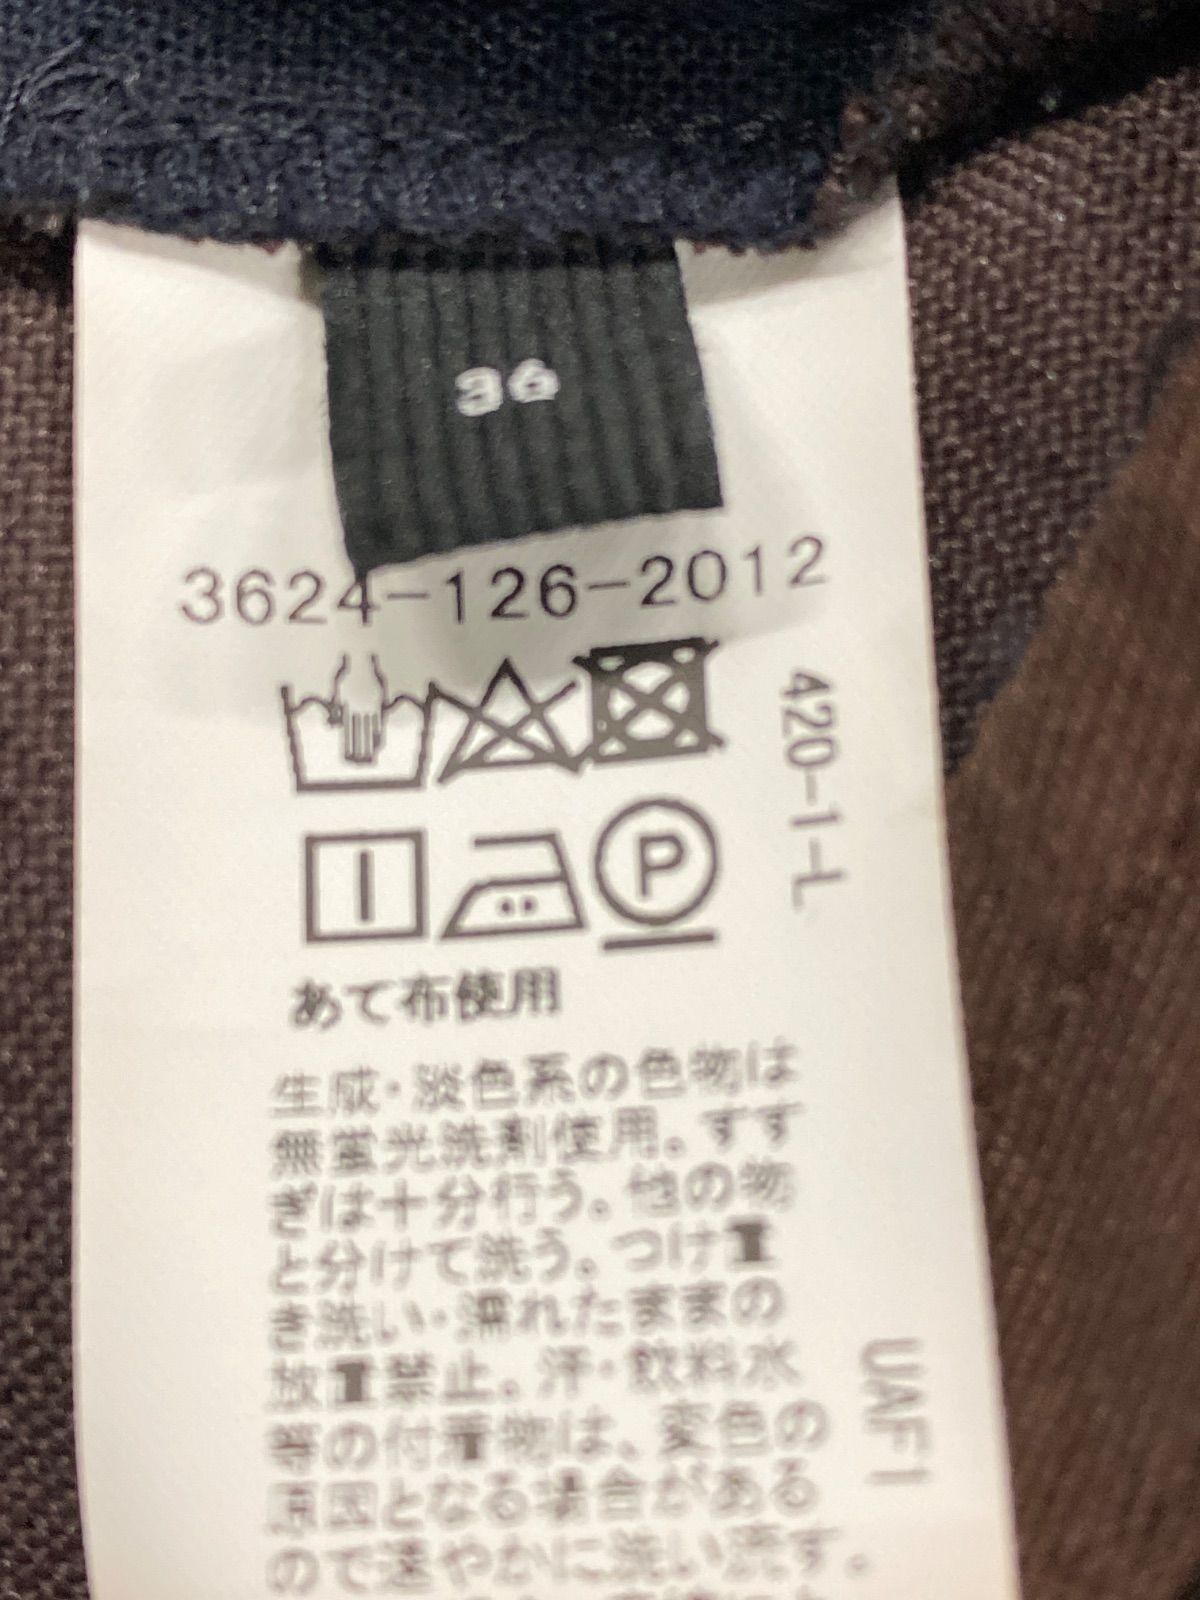 36
3624-126-2012
420-1-L
P
あて布使用
生成・淡色系の色物は
無蛍光洗剤使用。すす
ぎは十分行う。他の物
と分けて洗う。つけ置
き洗い・濡れたままの
放置禁止。汗・飲料水
等の付着物は、変色の
原因となる場合がある
ので速やかに洗い流す。
UAF1